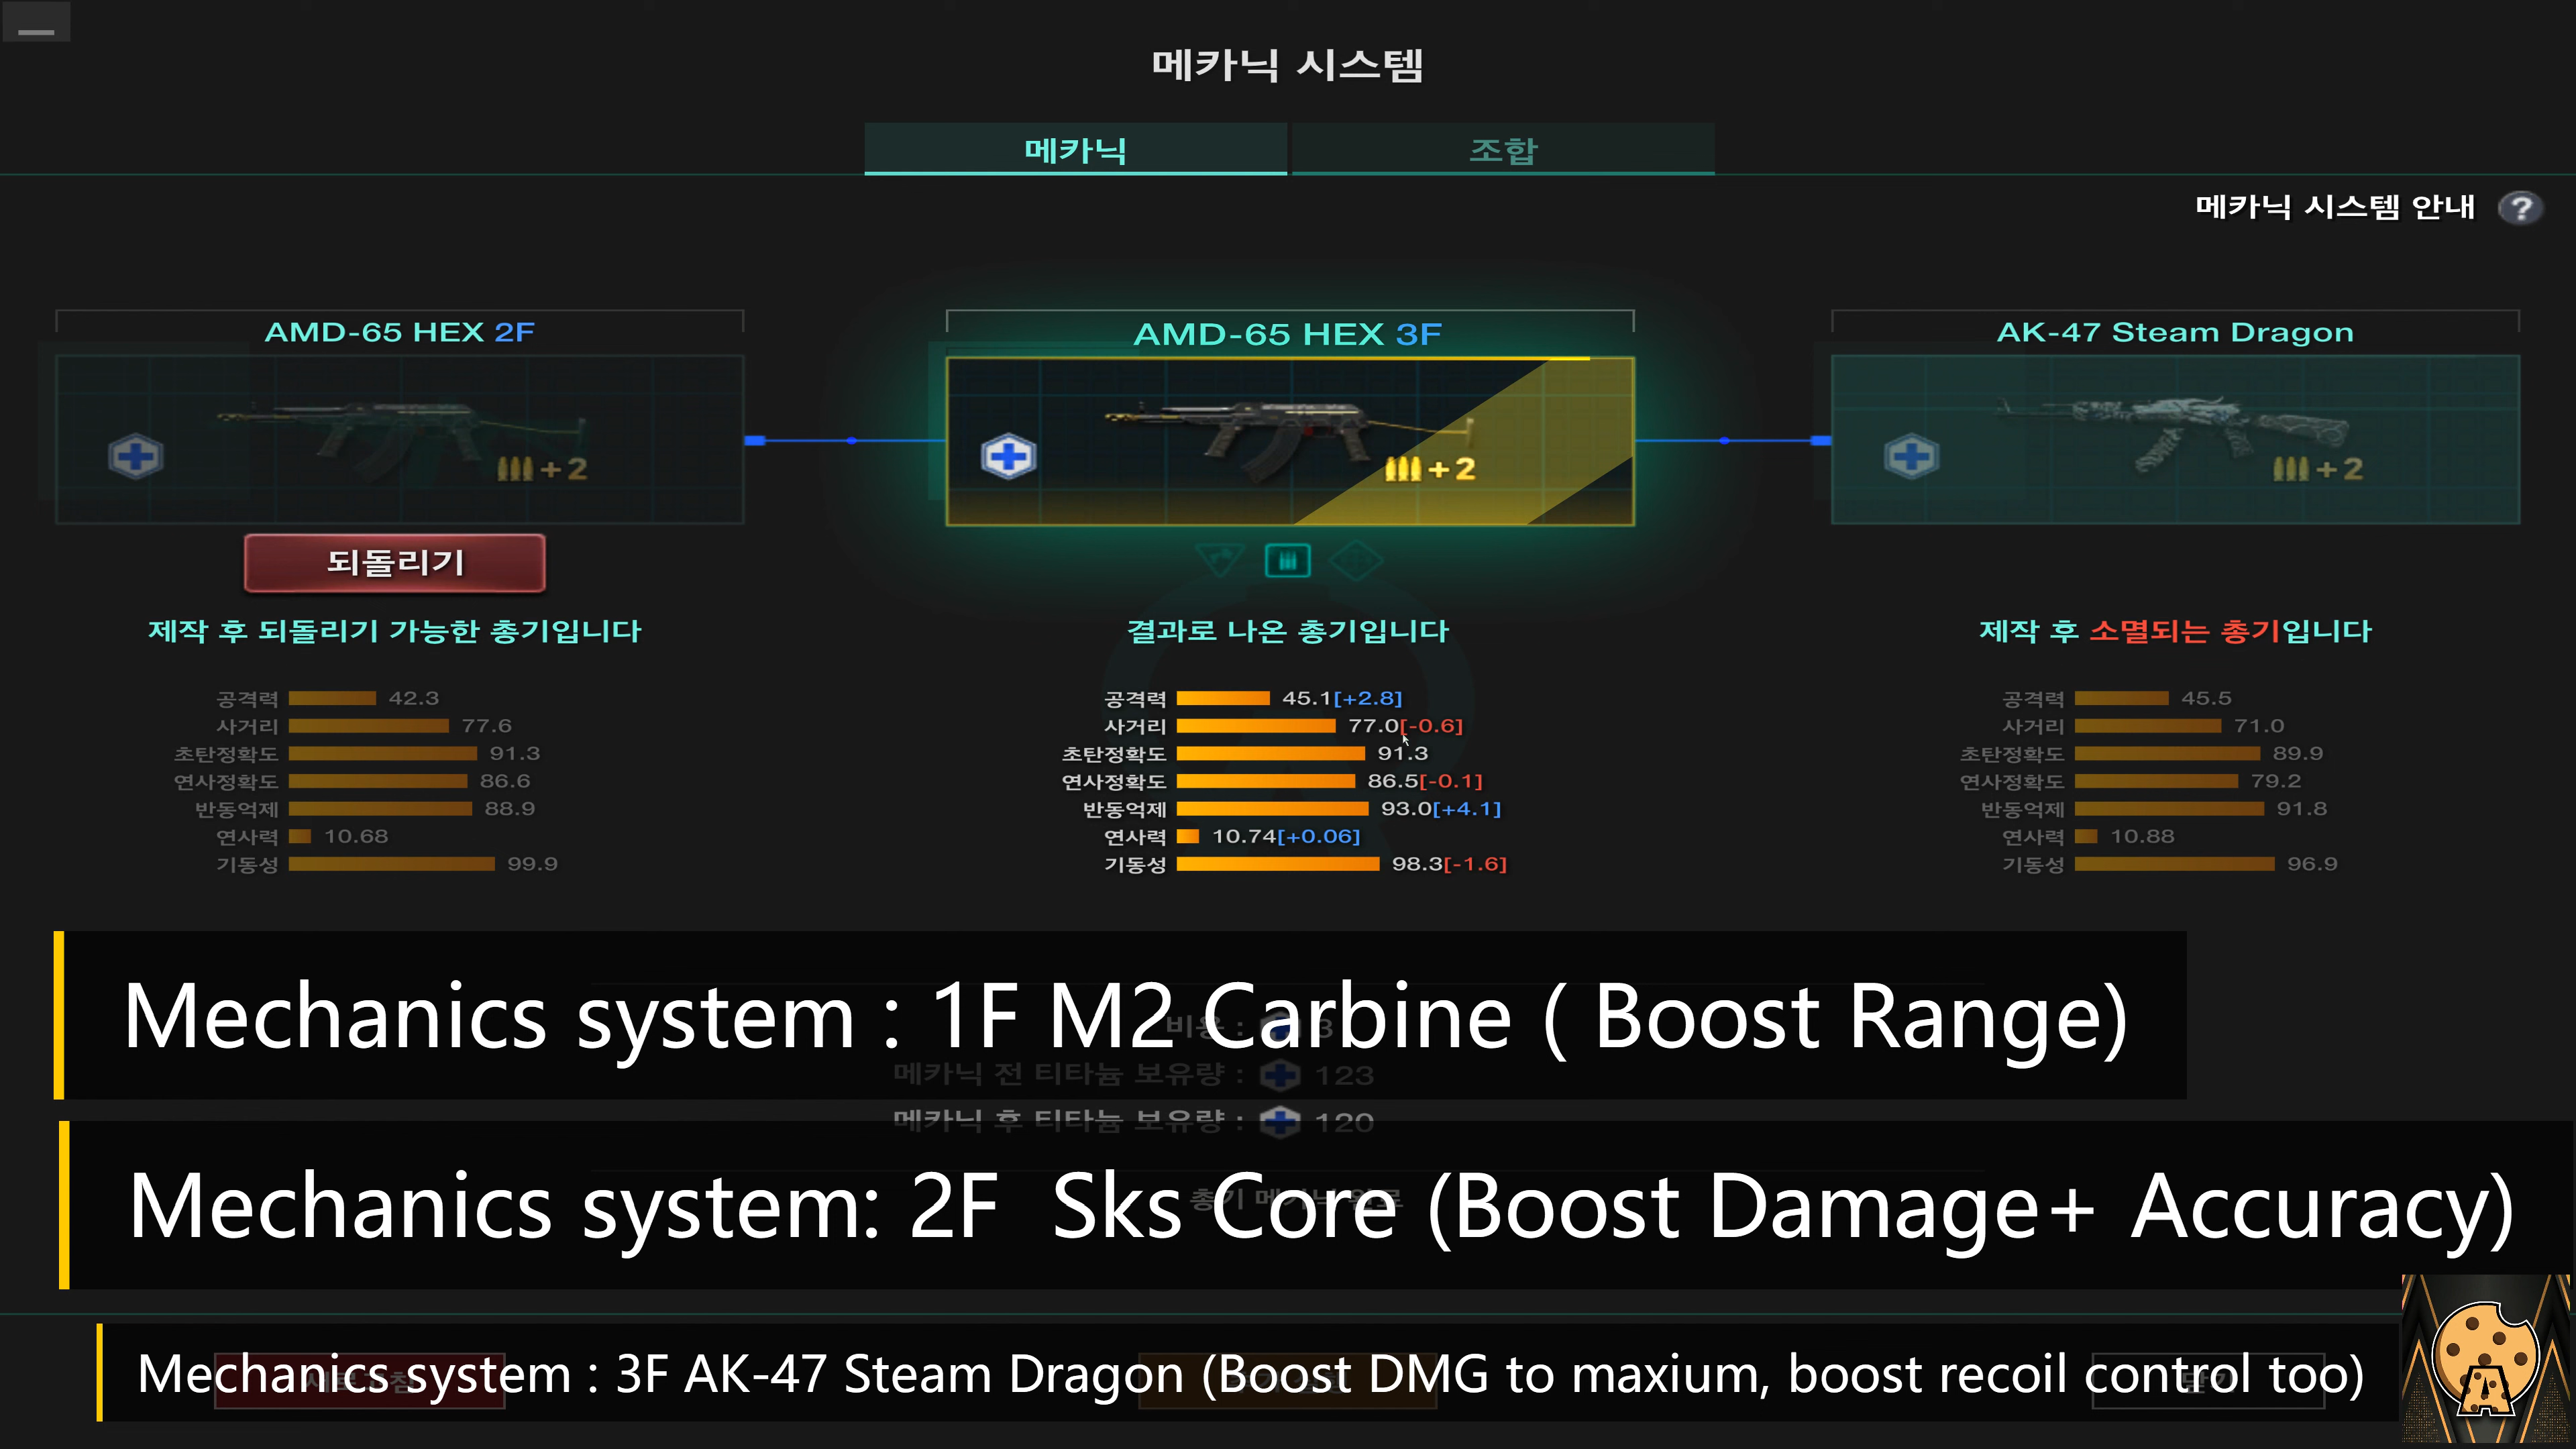 메카닉 시스템
메카닉
조합
메카닉 시스템 안내 ?
AMD-65 HEX 2F
+2
되돌리기
제작 후 되돌리기 가능한 총기입니다
공격력 42.3
사거리 77.6
초탄정확도 91.3
연사정확도 86.6
반동억제 88.9
연사력 10.68
기동성 99.9
AMD-65 HEX 3F
+2
결과로 나온 총기입니다
공격력 45.1[+2.8]
사거리 77.0[-0.6]
초탄정확도 91.3
연사정확도 86.5[-0.1]
반동억제 93.0[+4.1]
연사력 10.74[+0.06]
기동성 98.3[-1.6]
AK-47 Steam Dragon
+2
제작 후 소멸되는 총기입니다
공격력 45.5
사거리 71.0
초탄정확도 89.9
연사정확도 79.2
반동억제 91.8
연사력 10.88
기동성 96.9
Mechanics system : 1F M2 Carbine ( Boost Range)
비용 : 3
메카닉 전 티타늄 보유량 : 123
메카닉 후 티타늄 보유량 : 120
Mechanics system: 2F Sks Core (Boost Damage+ Accuracy)
총기 메카닉 완료
Mechanics system : 3F AK-47 Steam Dragon (Boost DMG to maxium, boost recoil control too)
A